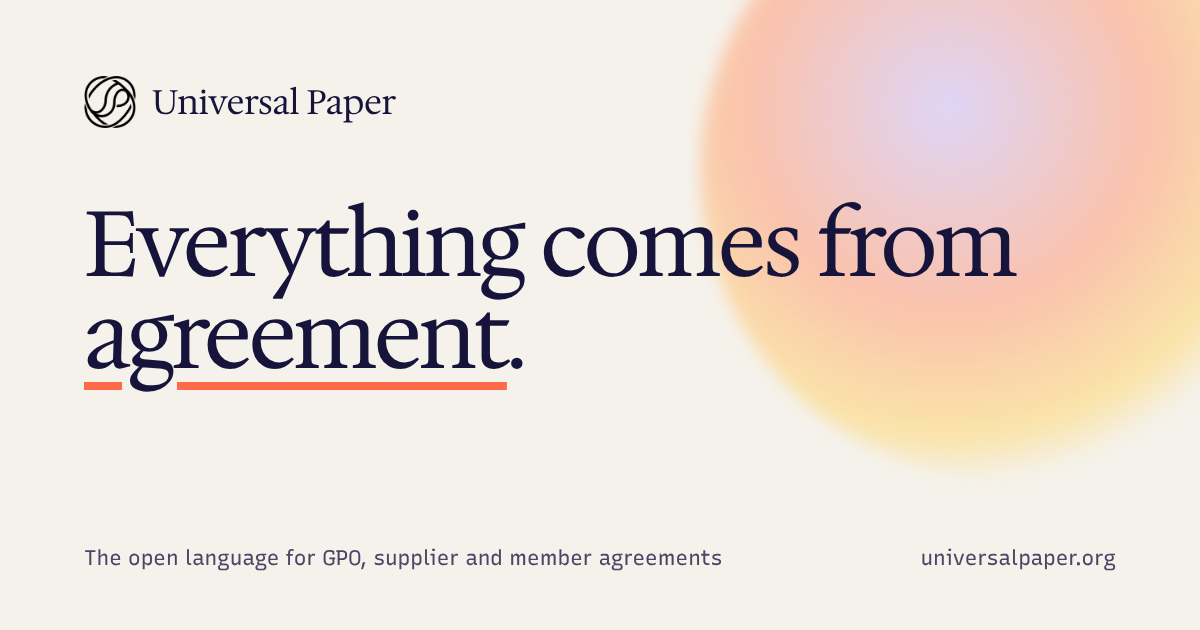 Universal Paper
Everything comes from
agreement.
The open language for GPO, supplier and member agreements
universalpaper.org